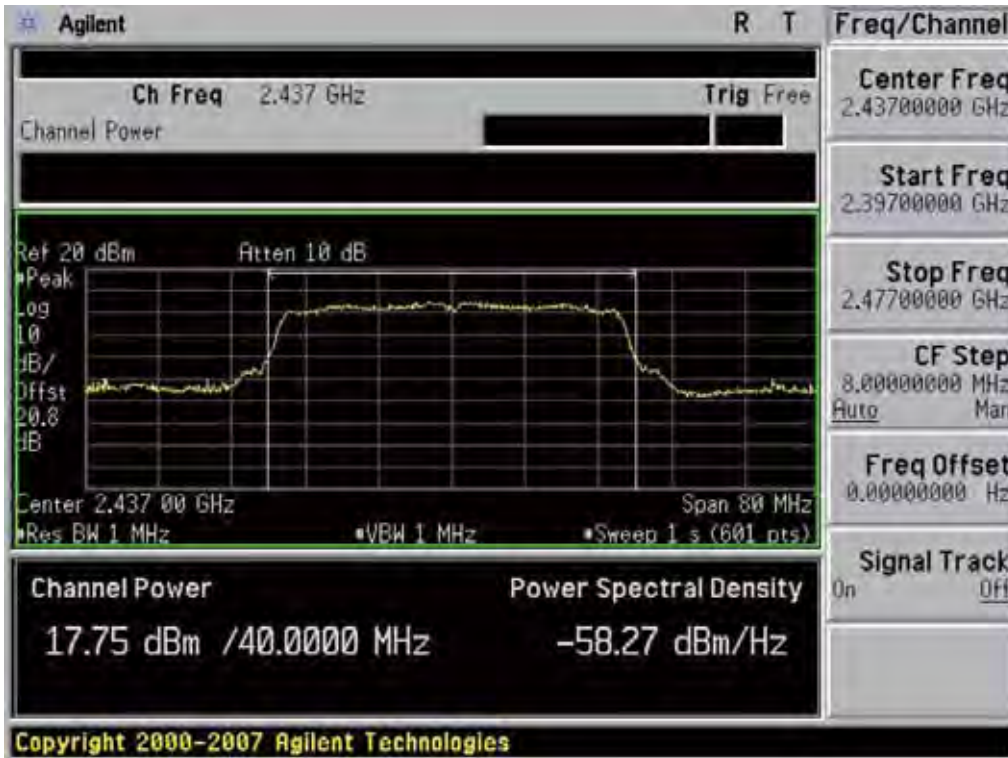 Agilent
R T
Freq/Channel
Ch Freq 2.437 GHz
Trig Free
Channel Power
Center Freq
2.43700000 GHz
Start Freq
2.39700000 GHz
Stop Freq
2.47700000 GHz
CF Step
8.00000000 MHz
Auto Man
Freq Offset
0.00000000 Hz
Signal Track
On Off
Ref 20 dBm
Atten 10 dB
Peak
Log
10
dB/
Offst
20.8
dB
Center 2.437 00 GHz
Span 80 MHz
Res BW 1 MHz
VBW 1 MHz
Sweep 1 s (601 pts)
Channel Power
Power Spectral Density
17.75 dBm /40.0000 MHz
-58.27 dBm/Hz
Copyright 2000-2007 Agilent Technologies